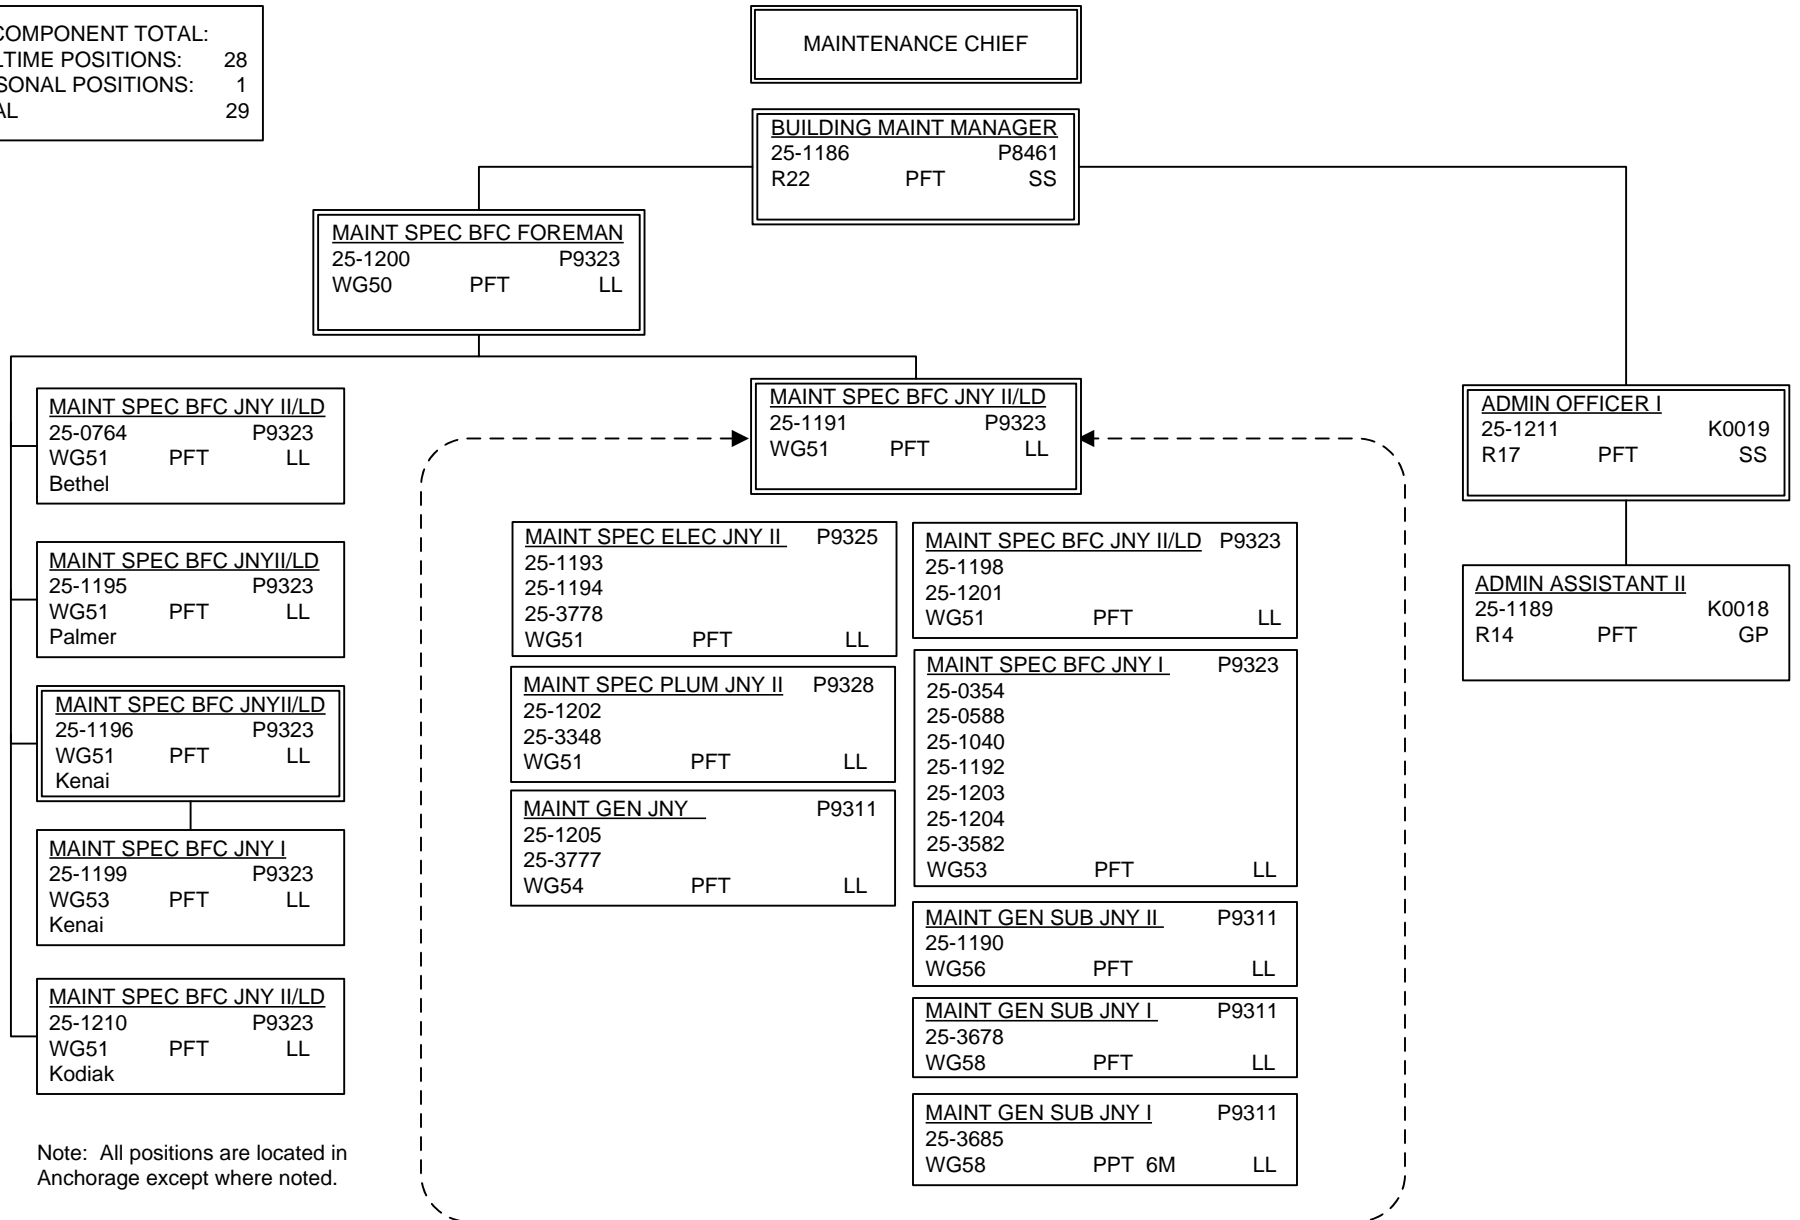 COMPONENT TOTAL:
TIME POSITIONS: 28
SONAL POSITIONS: 1
AL 29
MAINTENANCE CHIEF
BUILDING MAINT MANAGER
25-1186 P8461
R22 PFT SS
MAINT SPEC BFC FOREMAN
25-1200 P9323
WG50 PFT LL
MAINT SPEC BFC JNY II/LD
25-0764 P9323
WG51 PFT LL
Bethel
MAINT SPEC BFC JNYII/LD
25-1195 P9323
WG51 PFT LL
Palmer
MAINT SPEC BFC JNYII/LD
25-1196 P9323
WG51 PFT LL
Kenai
MAINT SPEC BFC JNY I
25-1199 P9323
WG53 PFT LL
Kenai
MAINT SPEC BFC JNY II/LD
25-1210 P9323
WG51 PFT LL
Kodiak
Note: All positions are located in
Anchorage except where noted.
MAINT SPEC BFC JNY II/LD
25-1191 P9323
WG51 PFT LL
MAINT SPEC ELEC JNY II P9325
25-1193
25-1194
25-3778
WG51 PFT LL
MAINT SPEC PLUM JNY II P9328
25-1202
25-3348
WG51 PFT LL
MAINT GEN JNY P9311
25-1205
25-3777
WG54 PFT LL
MAINT SPEC BFC JNY II/LD P9323
25-1198
25-1201
WG51 PFT LL
MAINT SPEC BFC JNY I P9323
25-0354
25-0588
25-1040
25-1192
25-1203
25-1204
25-3582
WG53 PFT LL
MAINT GEN SUB JNY II P9311
25-1190
WG56 PFT LL
MAINT GEN SUB JNY I P9311
25-3678
WG58 PFT LL
MAINT GEN SUB JNY I P9311
25-3685
WG58 PPT 6M LL
ADMIN OFFICER I
25-1211 K0019
R17 PFT SS
ADMIN ASSISTANT II
25-1189 K0018
R14 PFT GP